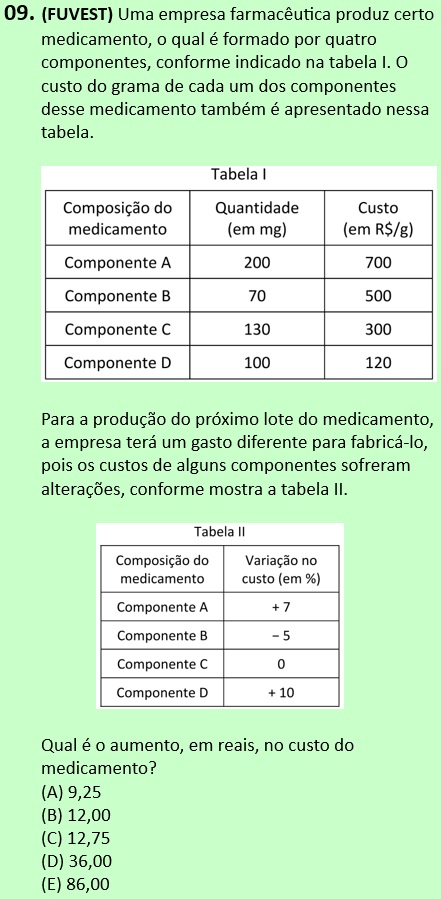 09. (FUVEST) Uma empresa farmacêutica produz certo
medicamento, o qual é formado por quatro
componentes, conforme indicado na tabela I. O
custo do grama de cada um dos componentes
desse medicamento também é apresentado nessa
tabela.
Tabela I
Composição do medicamento Quantidade (em mg) Custo (em R$/g)
Componente A 200 700
Componente B 70 500
Componente C 130 300
Componente D 100 120
Para a produção do próximo lote do medicamento,
a empresa terá um gasto diferente para fabricá-lo,
pois os custos de alguns componentes sofreram
alterações, conforme mostra a tabela II.
Tabela II
Composição do medicamento Variação no custo (em %)
Componente A + 7
Componente B − 5
Componente C 0
Componente D + 10
Qual é o aumento, em reais, no custo do
medicamento?
(A) 9,25
(B) 12,00
(C) 12,75
(D) 36,00
(E) 86,00